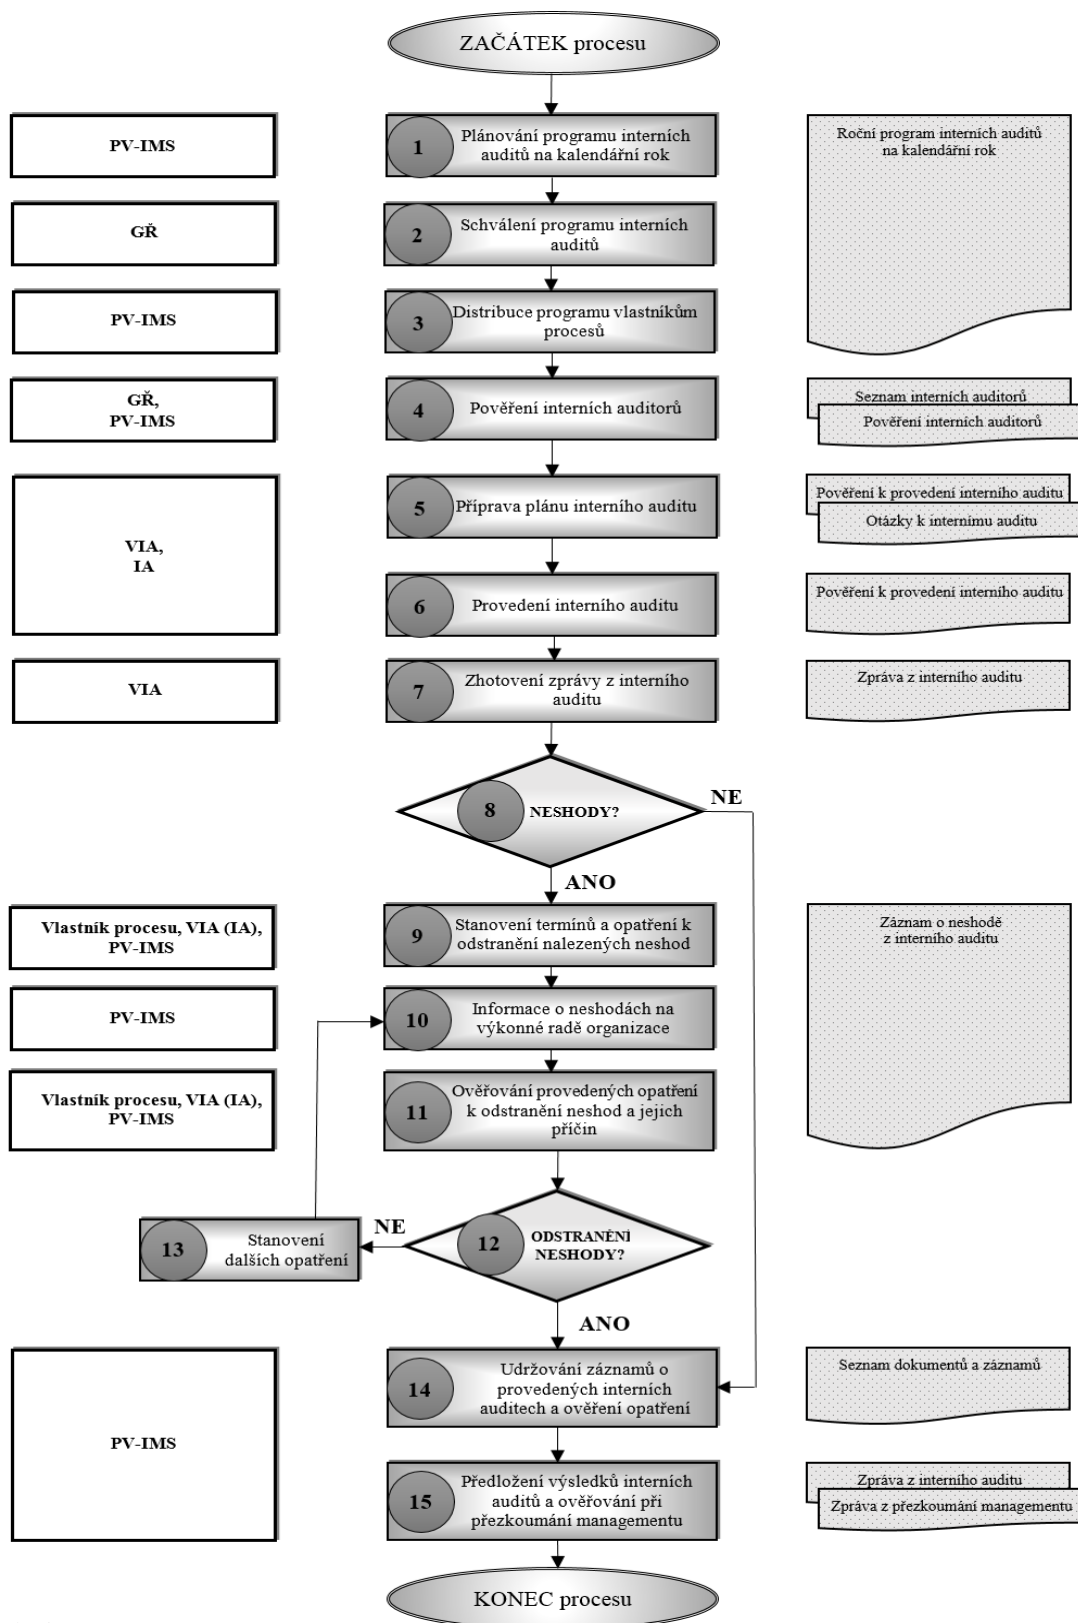 ZAČÁTEK procesu
PV-IMS
1
Plánování programu interních
auditů na kalendářní rok
Roční program interních auditů
na kalendářní rok
GŘ
2
Schválení programu interních
auditů
PV-IMS
3
Distribuce programu vlastníkům
procesů
GŘ,
PV-IMS
4
Pověření interních auditorů
Seznam interních auditorů
Pověření interních auditorů
VIA,
IA
5
Příprava plánu interního auditu
Pověření k provedení interního auditu
Otázky k internímu auditu
6
Provedení interního auditu
Pověření k provedení interního auditu
VIA
7
Zhotovení zprávy z interního
auditu
Zpráva z interního auditu
8
NESHODY?
NE
ANO
Vlastník procesu, VIA (IA),
PV-IMS
9
Stanovení termínů a opatření k
odstranění nalezených neshod
Záznam o neshodě
z interního auditu
PV-IMS
10
Informace o neshodách na
výkonné radě organizace
Vlastník procesu, VIA (IA),
PV-IMS
11
Ověřování provedených opatření
k odstranění neshod a jejich
příčin
12
ODSTRANĚNÍ
NESHODY?
NE
13
Stanovení
dalších opatření
ANO
PV-IMS
14
Udržování záznamů o
provedených interních
auditech a ověření opatření
Seznam dokumentů a záznamů
15
Předložení výsledků interních
auditů a ověřování při
přezkoumání managementu
Zpráva z interního auditu
Zpráva z přezkoumání managementu
KONEC procesu